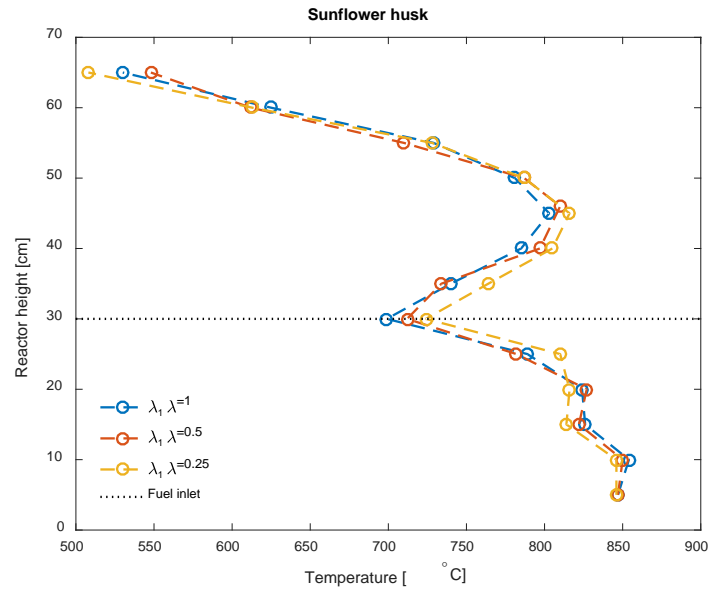 Sunflower husk
70
60
50
40
30
20
10
0
Reactor height [cm]
λ₁ λ=1
λ₁ λ=0.5
λ₁ λ=0.25
Fuel inlet
500 550 600 650 700 750 800 850 900
Temperature [ °C]